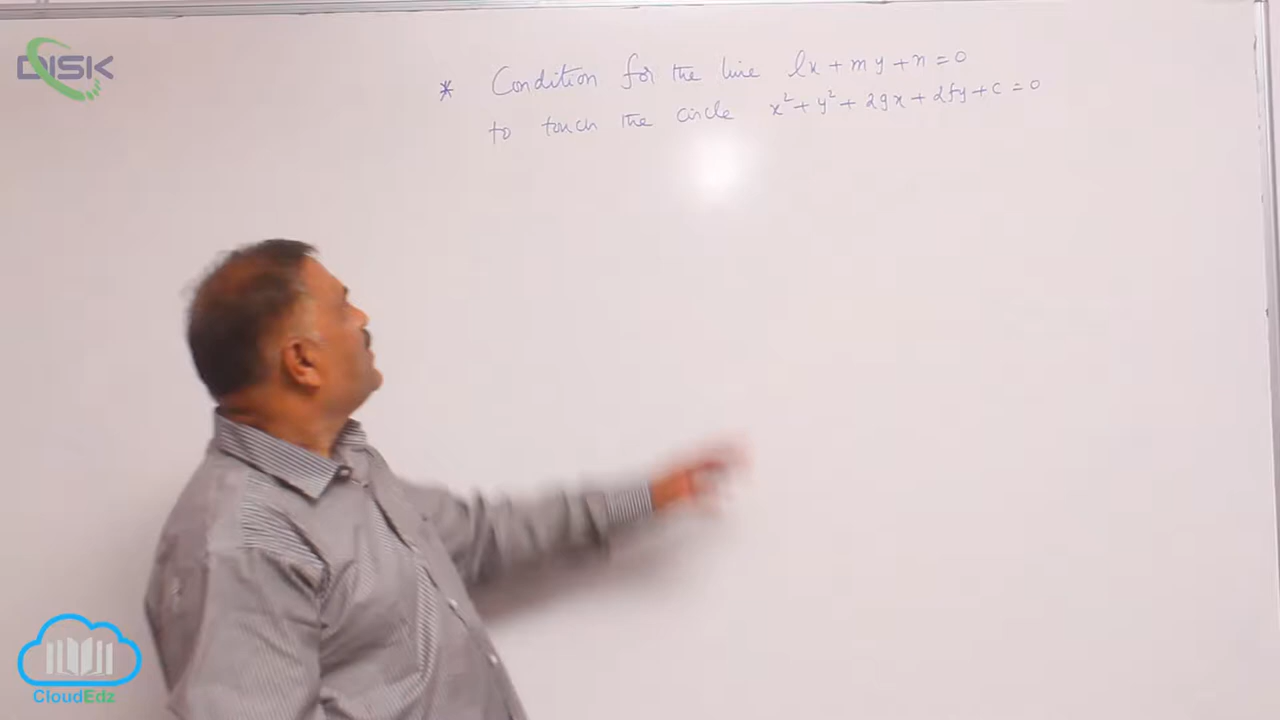 DISK
* Condition for the line lx + my + n = 0
to touch the circle x² + y² + 2gx + 2fy + c = 0
CloudEdz